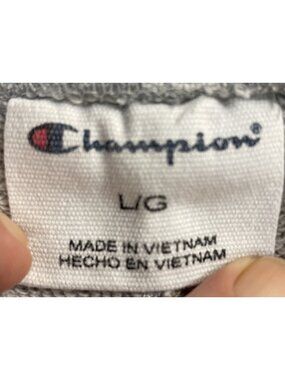 Champion®
L/G
MADE IN VIETNAM
HECHO EN VIETNAM